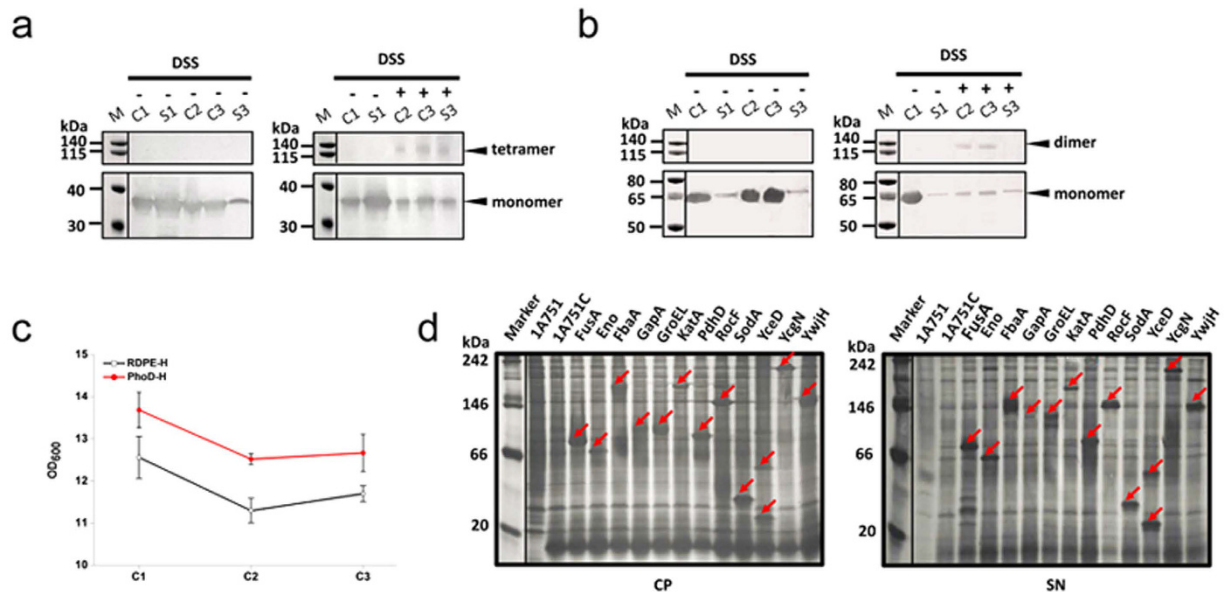 a
DSS
- - - - -
M C1 S1 C2 C3 S3
kDa
140
115
40
30
DSS
- - + + +
M C1 S1 C2 C3 S3
kDa
140
115
tetramer
40
monomer
30
b
DSS
- - - - -
M C1 S1 C2 C3 S3
kDa
140
115
80
65
50
DSS
- - + + -
M C1 S1 C2 C3 S3
kDa
140
115
dimer
80
65
monomer
50
c
15
14
13
12
11
10
OD600
RDPE-H
PhoD-H
C1 C2 C3
d
Marker 1A751 1A751C FusA Eno FbaA GapA GroEL KatA PdhD RocF SodA YceD YcgN YwjH
kDa
242
146
66
20
CP
Marker 1A751 1A751C FusA Eno FbaA GapA GroEL KatA PdhD RocF SodA YceD YcgN YwjH
kDa
242
146
66
20
SN